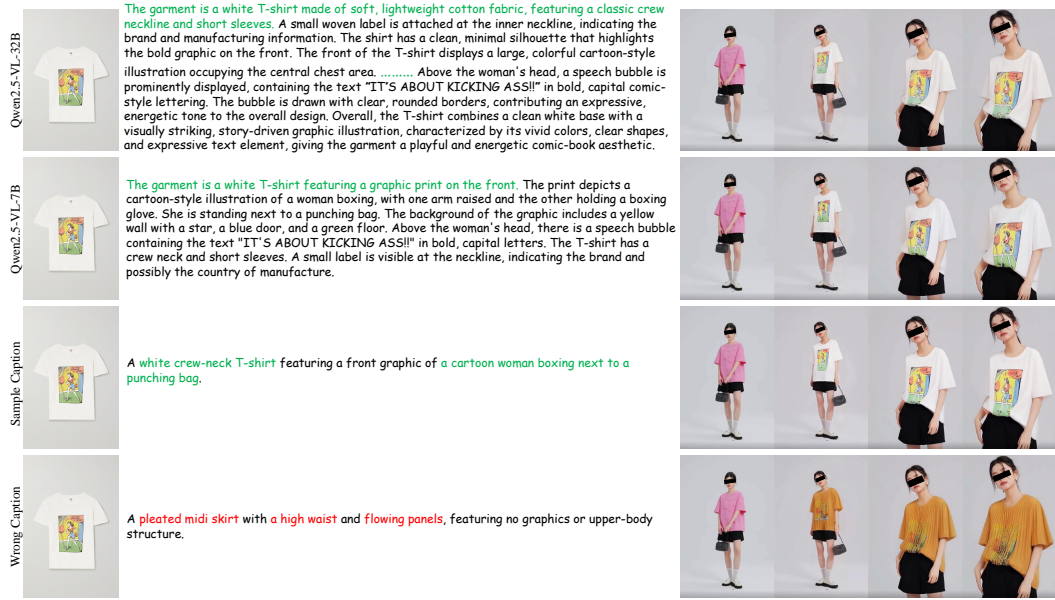 Qwen2.5-VL-32B
The garment is a white T-shirt made of soft, lightweight cotton fabric, featuring a classic crew
neckline and short sleeves. A small woven label is attached at the inner neckline, indicating the
brand and manufacturing information. The shirt has a clean, minimal silhouette that highlights
the bold graphic on the front. The front of the T-shirt displays a large, colorful cartoon-style
illustration occupying the central chest area. ......... Above the woman's head, a speech bubble is
prominently displayed, containing the text "IT'S ABOUT KICKING ASS!!" in bold, capital comic-
style lettering. The bubble is drawn with clear, rounded borders, contributing an expressive,
energetic tone to the overall design. Overall, the T-shirt combines a clean white base with a
visually striking, story-driven graphic illustration, characterized by its vivid colors, clear shapes,
and expressive text element, giving the garment a playful and energetic comic-book aesthetic.
Qwen2.5-VL-7B
The garment is a white T-shirt featuring a graphic print on the front. The print depicts a
cartoon-style illustration of a woman boxing, with one arm raised and the other holding a boxing
glove. She is standing next to a punching bag. The background of the graphic includes a yellow
wall with a star, a blue door, and a green floor. Above the woman's head, there is a speech bubble
containing the text "IT'S ABOUT KICKING ASS!!" in bold, capital letters. The T-shirt has a
crew neck and short sleeves. A small label is visible at the neckline, indicating the brand and
possibly the country of manufacture.
Sample Caption
A white crew-neck T-shirt featuring a front graphic of a cartoon woman boxing next to a
punching bag.
Wrong Caption
A pleated midi skirt with a high waist and flowing panels, featuring no graphics or upper-body
structure.